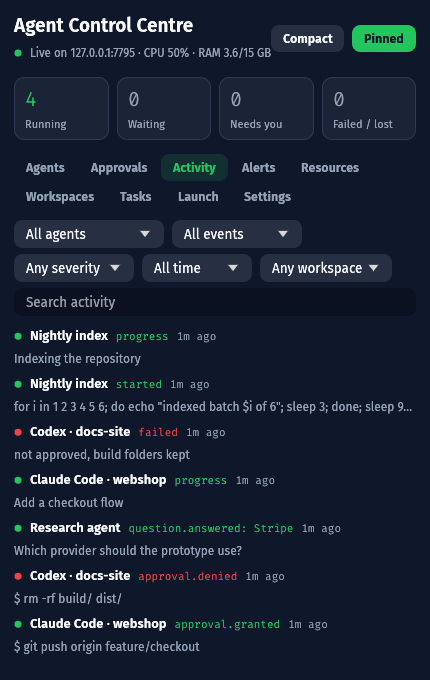 Agent Control Centre
Live on 127.0.0.1:7795 · CPU 50% · RAM 3.6/15 GB
Compact
Pinned
4
Running
0
Waiting
0
Needs you
0
Failed / lost
Agents Approvals Activity Alerts Resources
Workspaces Tasks Launch Settings
All agents All events
Any severity All time Any workspace
Search activity
Nightly index progress 1m ago
Indexing the repository
Nightly index started 1m ago
for i in 1 2 3 4 5 6; do echo "indexed batch $i of 6"; sleep 3; done; sleep 9...
Codex · docs-site failed 1m ago
not approved, build folders kept
Claude Code · webshop progress 1m ago
Add a checkout flow
Research agent question.answered: Stripe 1m ago
Which provider should the prototype use?
Codex · docs-site approval.denied 1m ago
$ rm -rf build/ dist/
Claude Code · webshop approval.granted 1m ago
$ git push origin feature/checkout